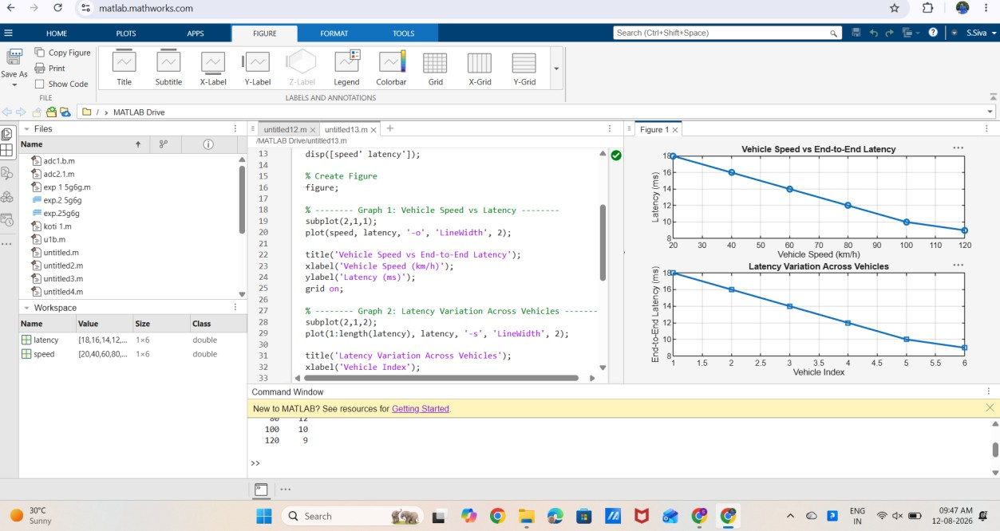 matlab.mathworks.com
HOME PLOTS APPS FIGURE FORMAT TOOLS Search (Ctrl+Shift+Space) S.Siva
Save As
Copy Figure
Print
Show Code
FILE
Title Subtitle X-Label Y-Label Z-Label Legend Colorbar Grid X-Grid Y-Grid
LABELS AND ANNOTATIONS
/ › MATLAB Drive
Files
Name
adc1.b.m
adc2.1.m
exp 1 5g6g.m
exp.2 5g6g
exp.25g6g
koti 1.m
u1b.m
untitled.m
untitled2.m
untitled3.m
untitled4.m
Workspace
Name Value Size Class
latency [18,16,14,12,... 1×6 double
speed [20,40,60,80,... 1×6 double
untitled12.m untitled13.m
/MATLAB Drive/untitled13.m
13 disp([speed' latency']);
14
15 % Create Figure
16 figure;
17
18 % -------- Graph 1: Vehicle Speed vs Latency --------
19 subplot(2,1,1);
20 plot(speed, latency, '-o', 'LineWidth', 2);
21
22 title('Vehicle Speed vs End-to-End Latency');
23 xlabel('Vehicle Speed (km/h)');
24 ylabel('Latency (ms)');
25 grid on;
26
27 % -------- Graph 2: Latency Variation Across Vehicles -------
28 subplot(2,1,2);
29 plot(1:length(latency), latency, '-s', 'LineWidth', 2);
30
31 title('Latency Variation Across Vehicles');
32 xlabel('Vehicle Index');
33
Figure 1
Vehicle Speed vs End-to-End Latency
Latency (ms)
18
16
14
12
10
8
20 30 40 50 60 70 80 90 100 110 120
Vehicle Speed (km/h)
Latency Variation Across Vehicles
End-to-End Latency (ms)
18
16
14
12
10
8
1 1.5 2 2.5 3 3.5 4 4.5 5 5.5 6
Vehicle Index
Command Window
New to MATLAB? See resources for Getting Started.
80 12
100 10
120 9
>>
30°C
Sunny
Search
ENG
IN
09:47 AM
12-08-2026